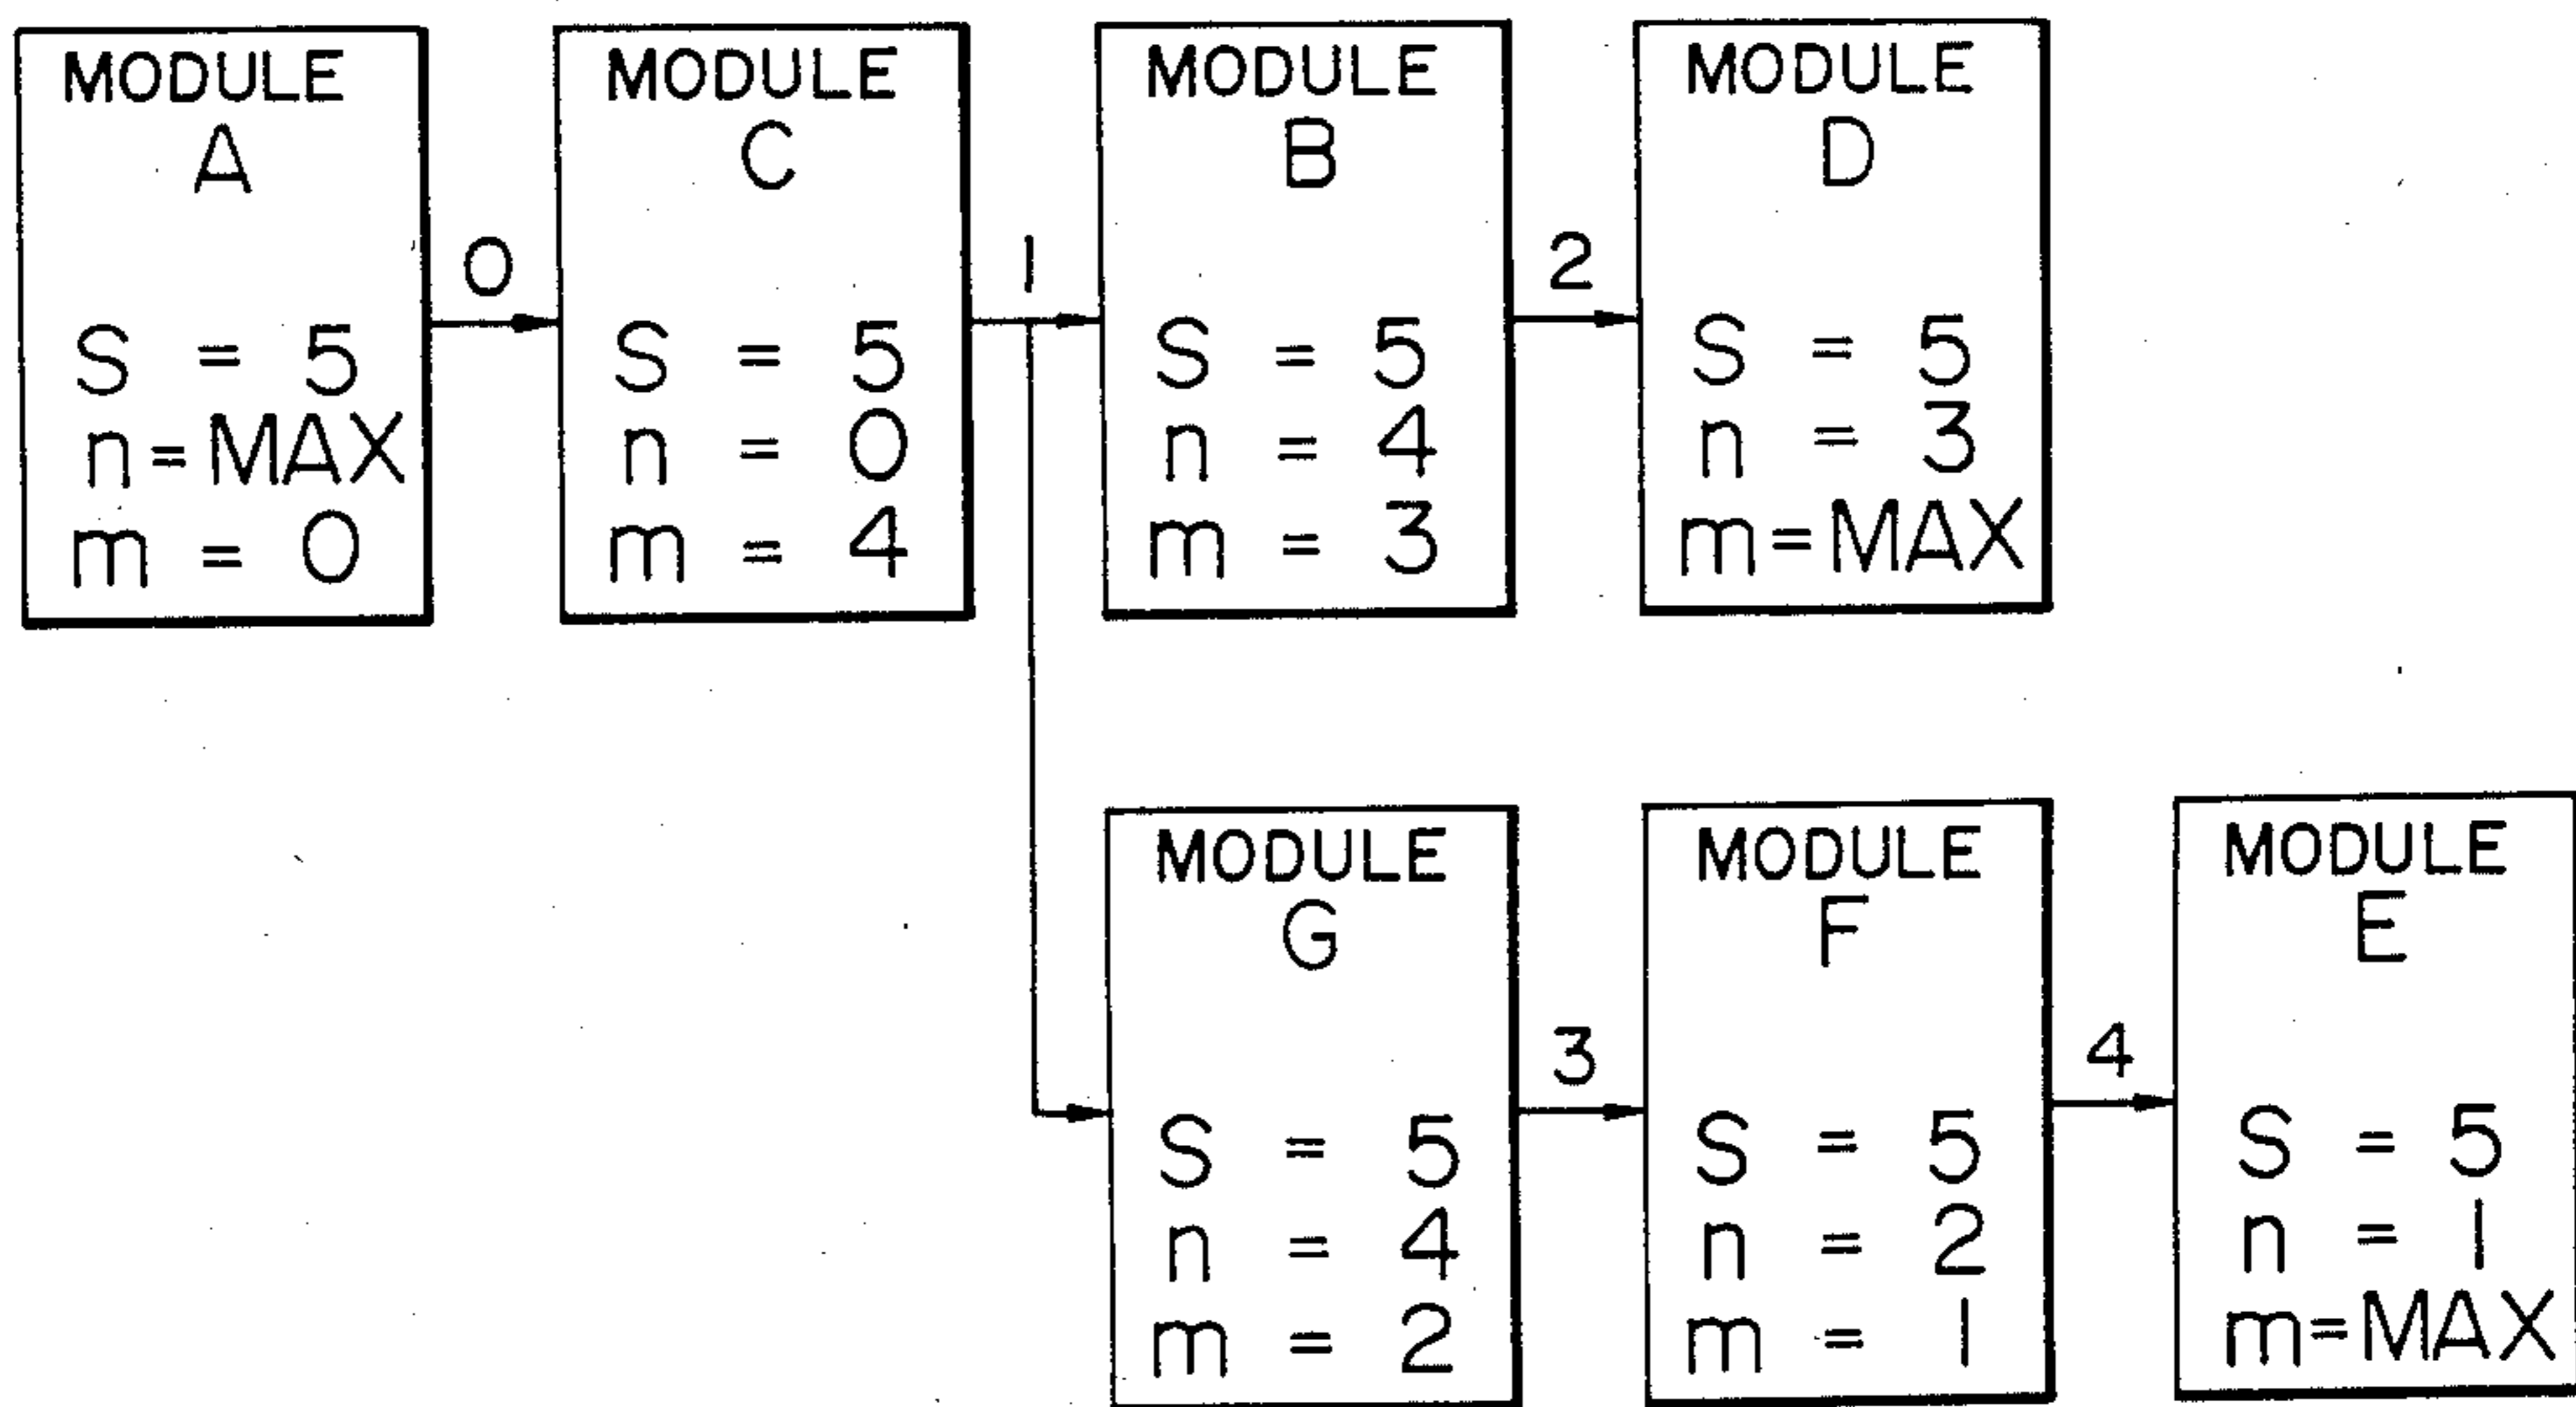 MODULE
A
S = 5
n = MAX
m = 0
0
MODULE
C
S = 5
n = 0
m = 4
1
MODULE
B
S = 5
n = 4
m = 3
2
MODULE
D
S = 5
n = 3
m = MAX
MODULE
G
S = 5
n = 4
m = 2
3
MODULE
F
S = 5
n = 2
m = 1
4
MODULE
E
S = 5
n = 1
m = MAX